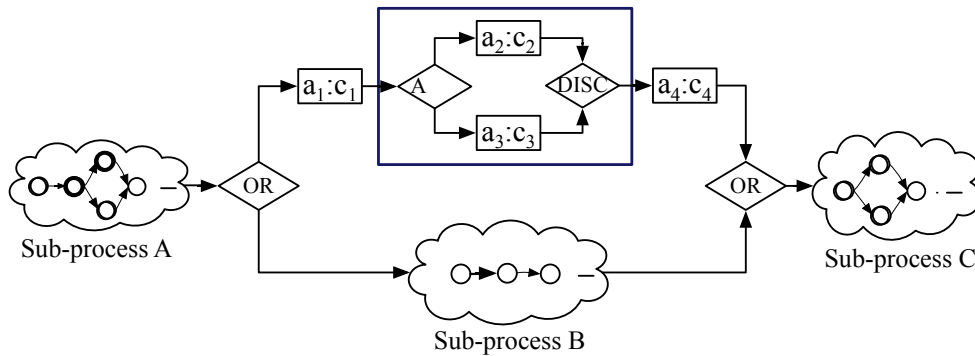 a₂:c₂
a₁:c₁
A
DISC
a₄:c₄
a₃:c₃
OR
OR
Sub-process A
Sub-process C
Sub-process B